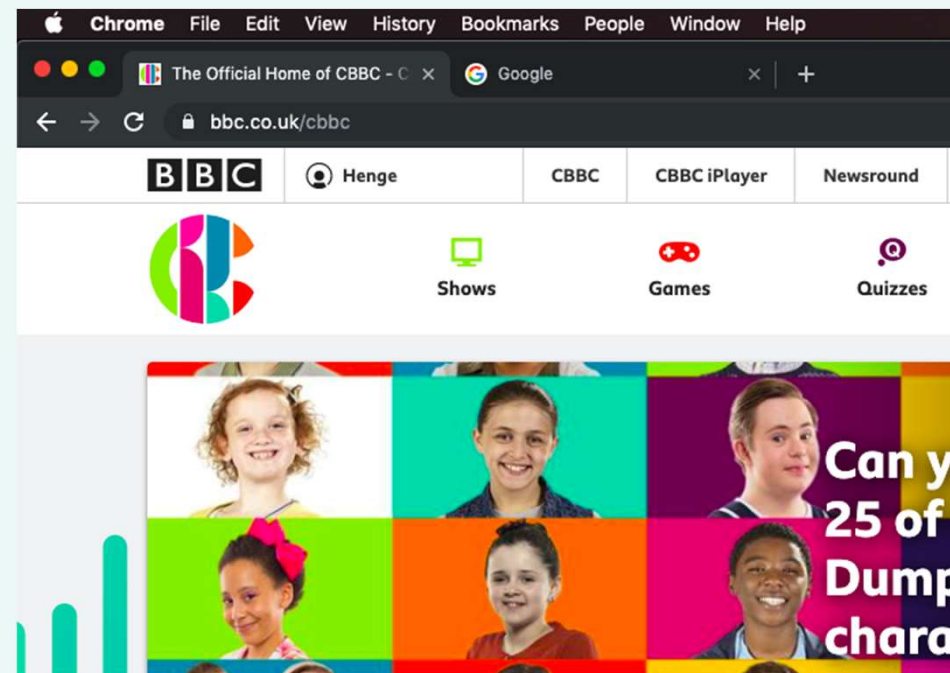 Chrome File Edit View History Bookmarks People Window Help
The Official Home of CBBC - C Google
bbc.co.uk/cbbc
BBC Henge CBBC CBBC iPlayer Newsround
Shows Games Quizzes
Can y
25 of
Dump
chara